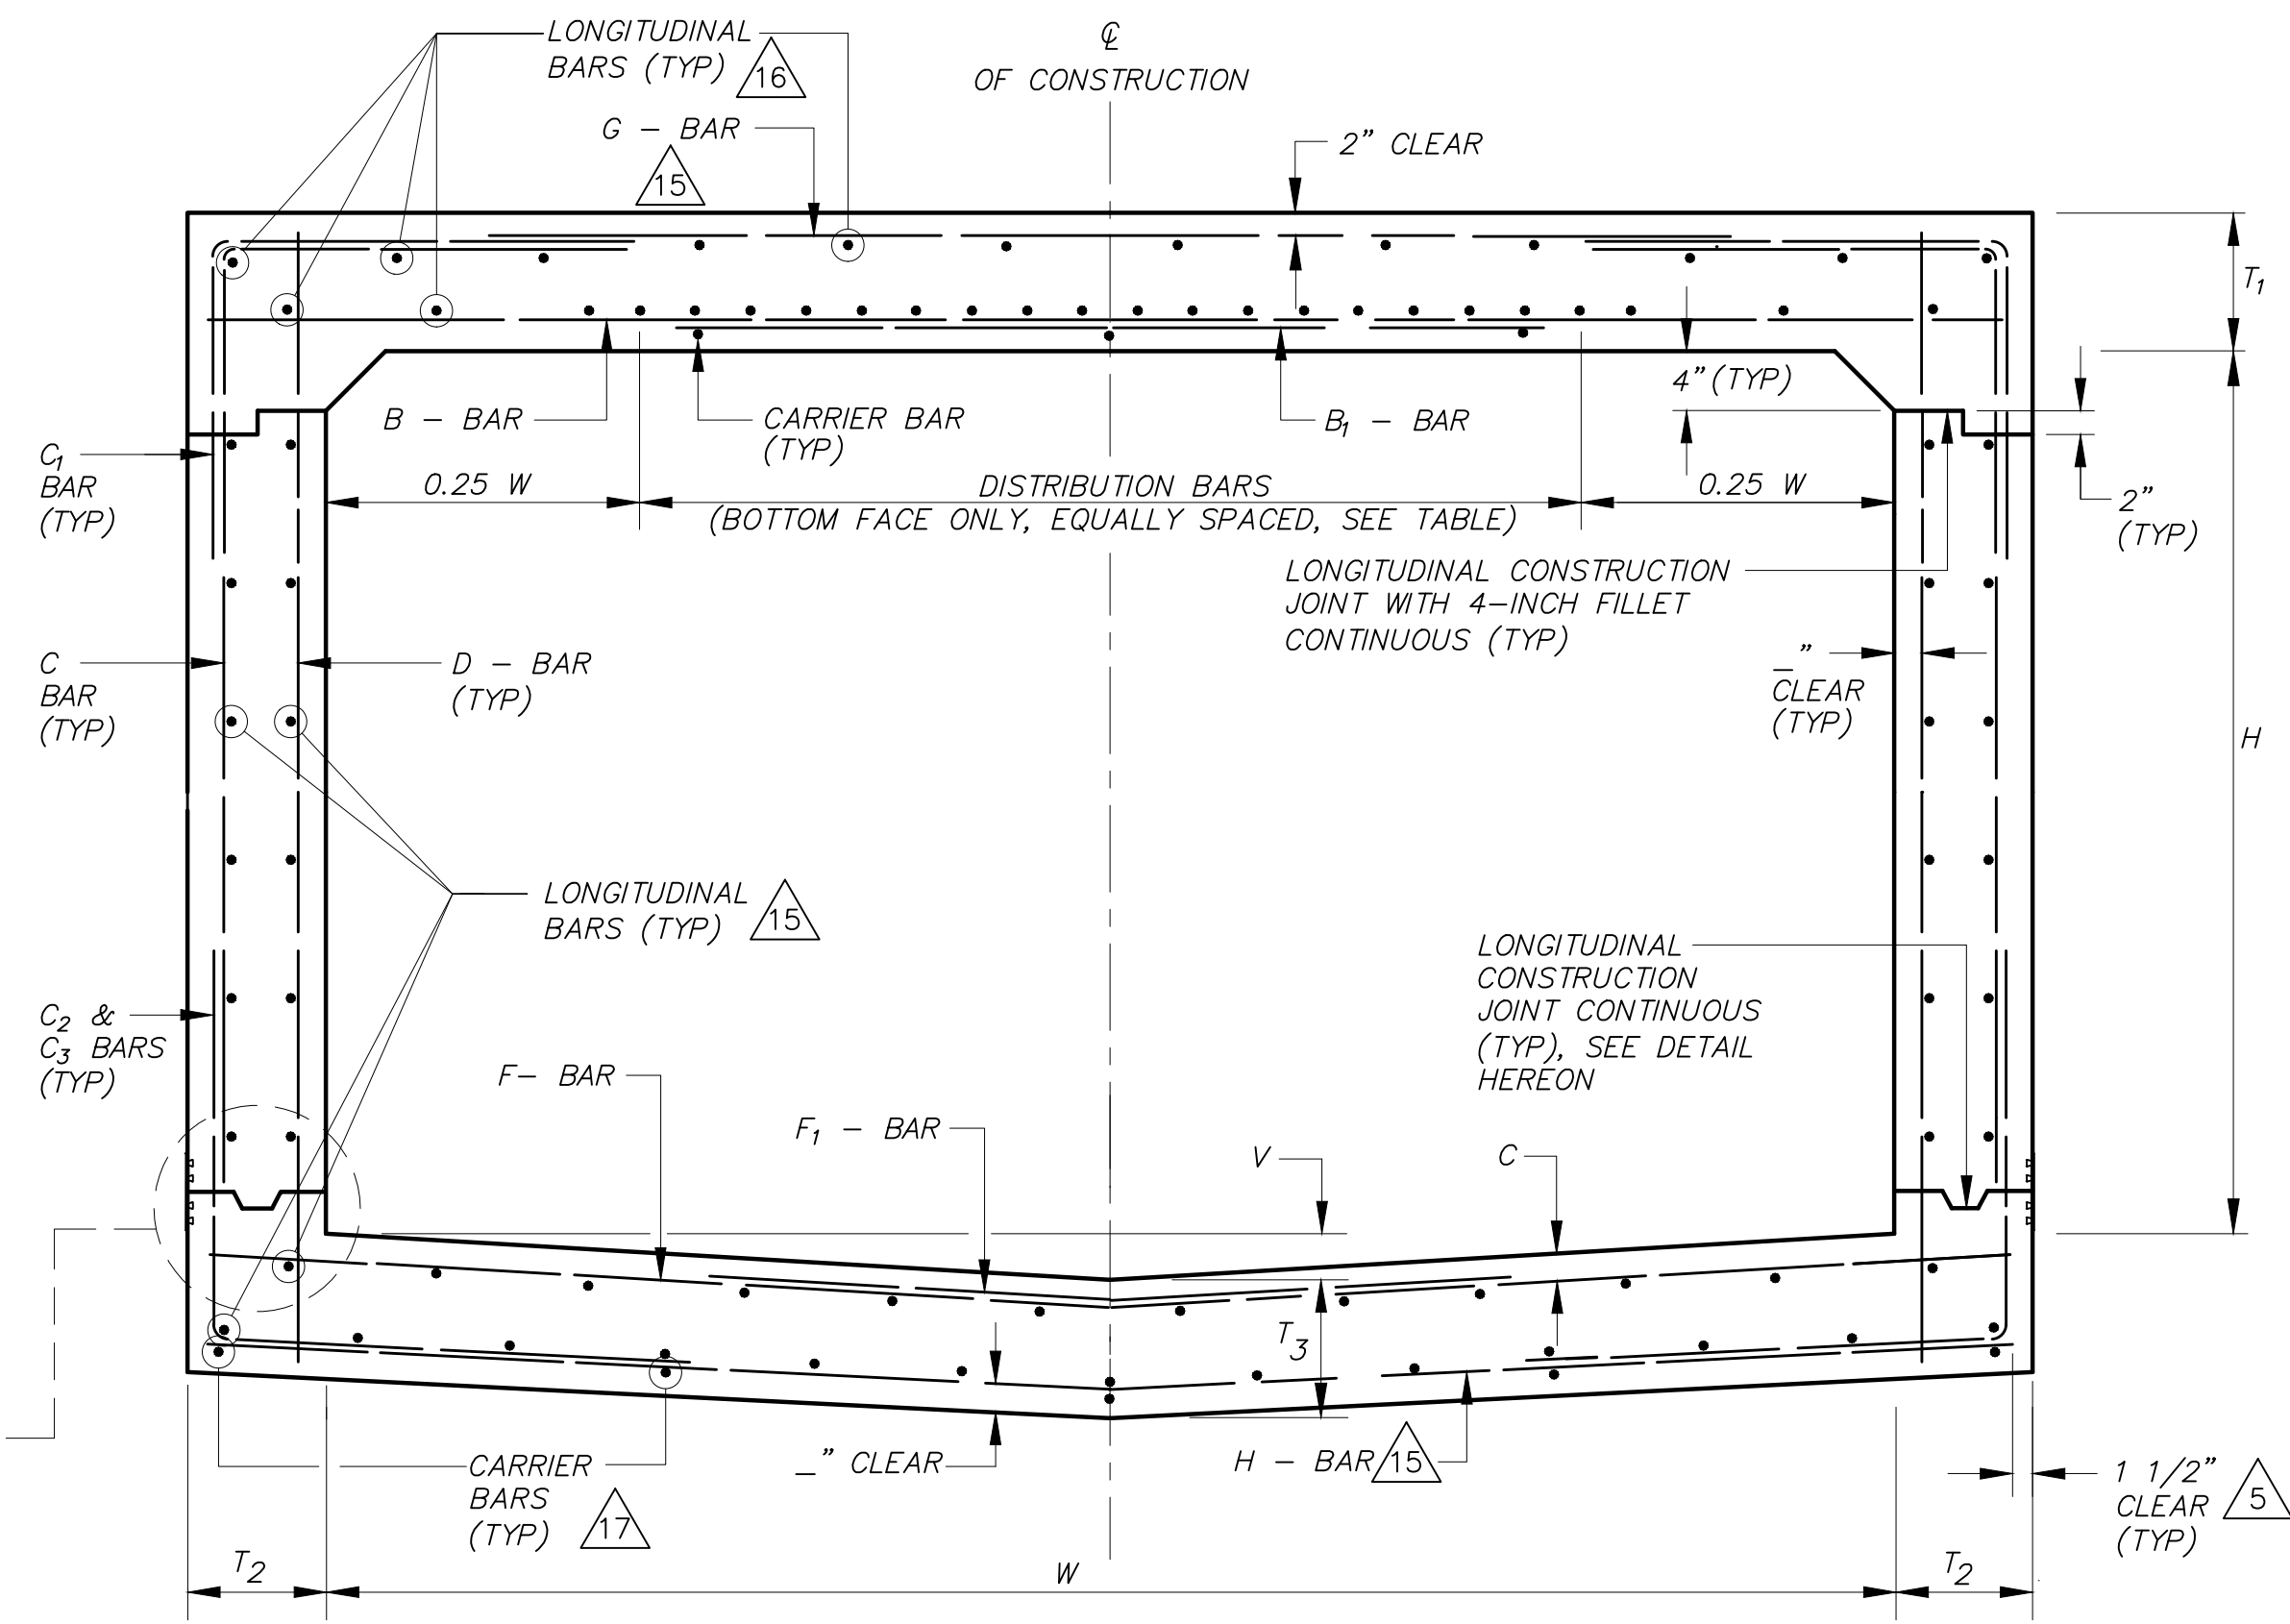 LONGITUDINAL
BARS (TYP) 16
℄
OF CONSTRUCTION
G - BAR
15
2" CLEAR
T1
4" (TYP)
B - BAR
CARRIER BAR
(TYP)
B1 - BAR
C1
BAR
(TYP)
0.25 W
DISTRIBUTION BARS
(BOTTOM FACE ONLY, EQUALLY SPACED, SEE TABLE)
0.25 W
2"
(TYP)
LONGITUDINAL CONSTRUCTION
JOINT WITH 4-INCH FILLET
CONTINUOUS (TYP)
C
BAR
(TYP)
D - BAR
(TYP)
_"
CLEAR
(TYP)
H
LONGITUDINAL
BARS (TYP) 15
LONGITUDINAL
CONSTRUCTION
JOINT CONTINUOUS
(TYP), SEE DETAIL
HEREON
C2 &
C3 BARS
(TYP)
F- BAR
F1 - BAR
V
C
T3
CARRIER
BARS
(TYP) 17
_" CLEAR
H - BAR 15
1 1/2"
CLEAR 5
(TYP)
T2
W
T2